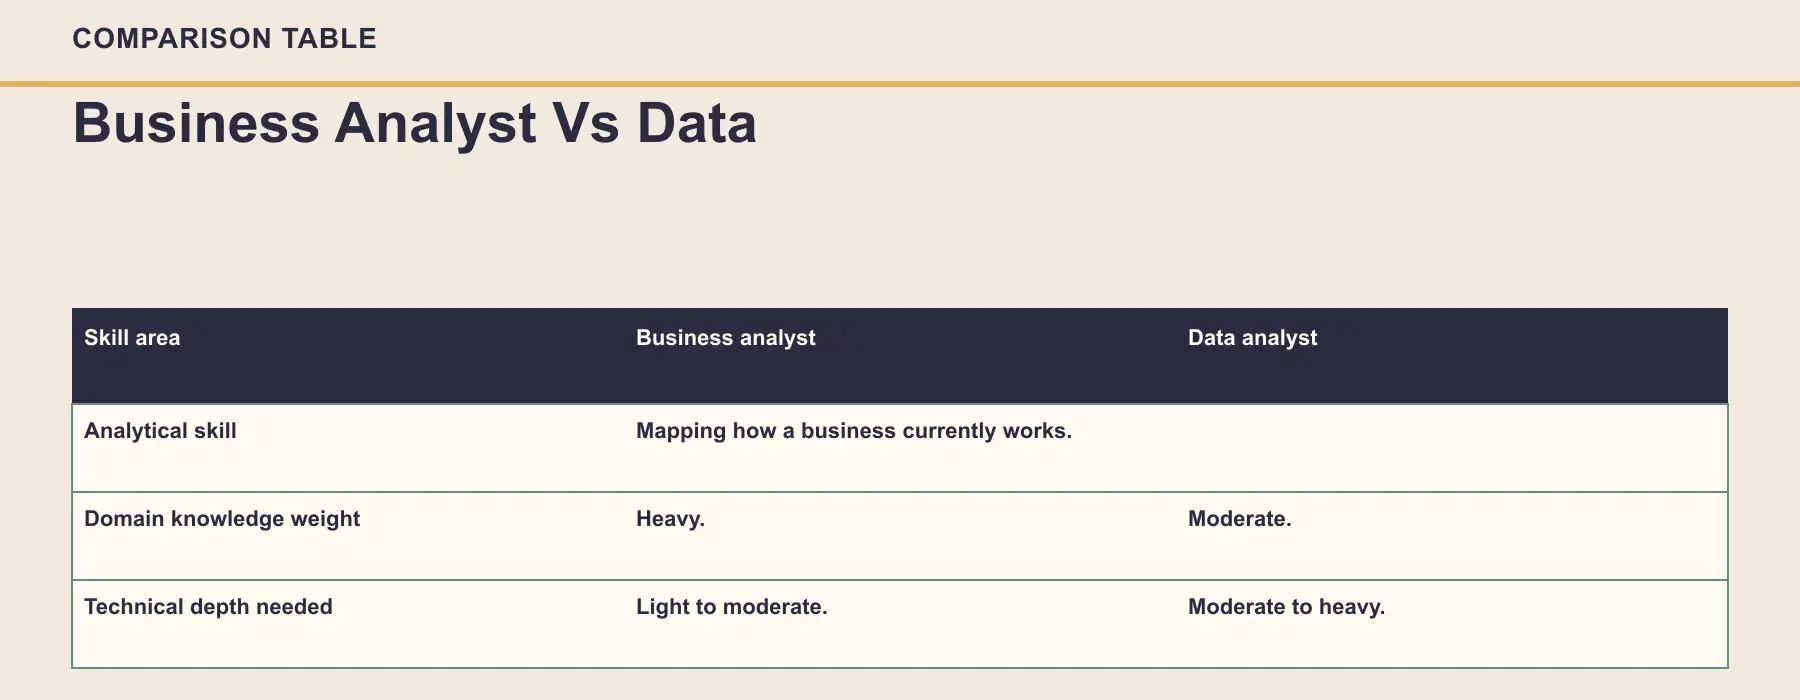 COMPARISON TABLE
Business Analyst Vs Data
Skill area Business analyst Data analyst
Analytical skill Mapping how a business currently works.
Domain knowledge weight Heavy. Moderate.
Technical depth needed Light to moderate. Moderate to heavy.